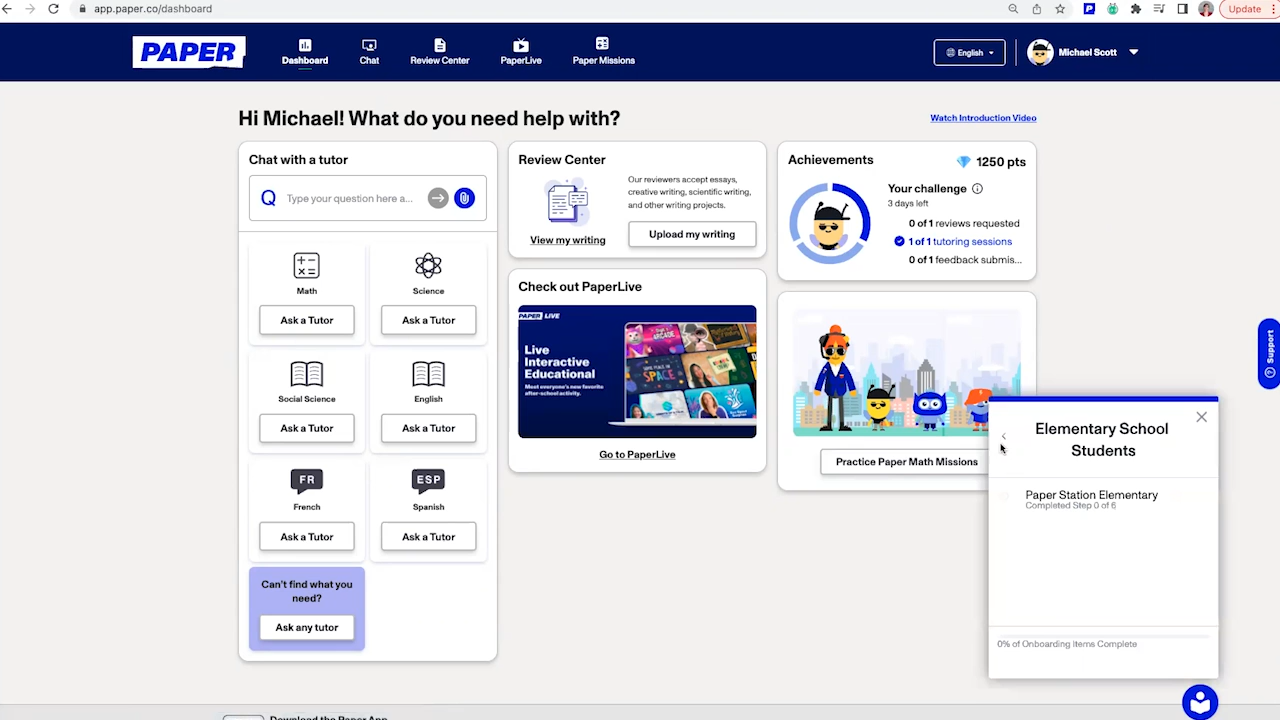 app.paper.co/dashboard
Update
PAPER
Dashboard
Chat
Review Center
PaperLive
Paper Missions
English
Michael Scott
Hi Michael! What do you need help with?
Watch Introduction Video
Chat with a tutor
Q
Type your question here a...
Math
Ask a Tutor
Science
Ask a Tutor
Social Science
Ask a Tutor
English
Ask a Tutor
FR
French
Ask a Tutor
ESP
Spanish
Ask a Tutor
Can't find what you
need?
Ask any tutor
Review Center
Our reviewers accept essays,
creative writing, scientific writing,
and other writing projects.
View my writing
Upload my writing
Check out PaperLive
PAPER LIVE
Live
Interactive
Educational
Meet everyone's new favorite
after-school activity.
Go to PaperLive
Achievements
1250 pts
Your challenge
3 days left
0 of 1 reviews requested
1 of 1 tutoring sessions
0 of 1 feedback submis...
Practice Paper Math Missions
Support
Elementary School
Students
Paper Station Elementary
Completed Step 0 of 6
0% of Onboarding Items Complete
Download the Paper App